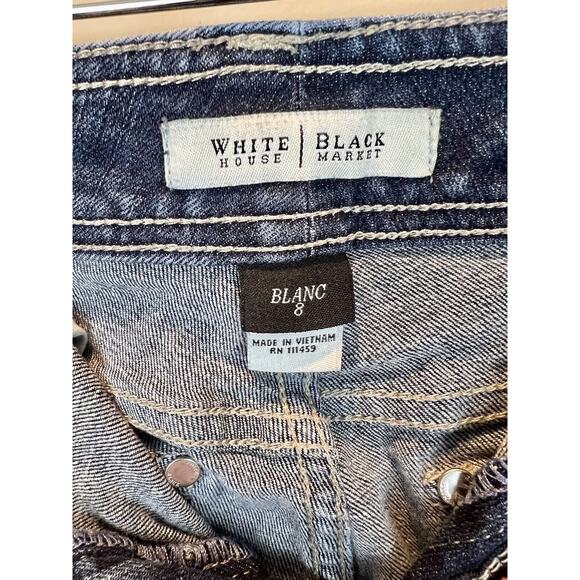 WHITE | BLACK
HOUSE | MARKET
BLANC
8
MADE IN VIETNAM
RN 111459